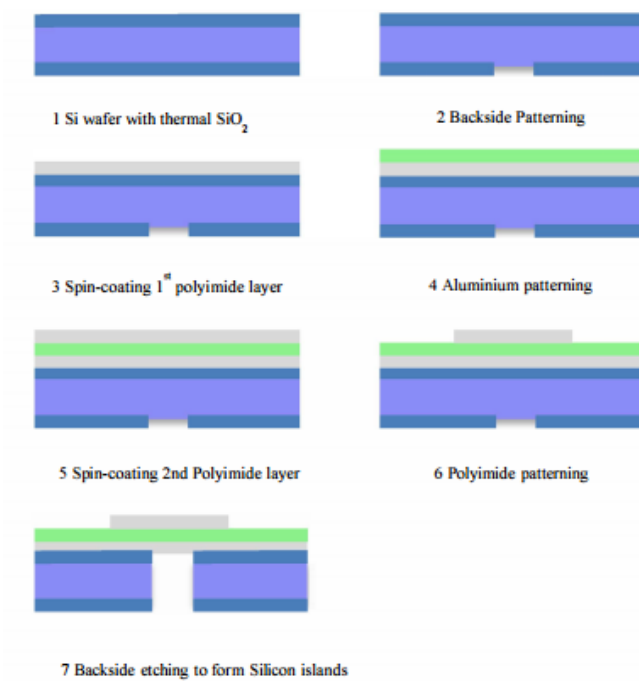 1 Si wafer with thermal SiO2
2 Backside Patterning
3 Spin-coating 1st polyimide layer
4 Aluminium patterning
5 Spin-coating 2nd Polyimide layer
6 Polyimide patterning
7 Backside etching to form Silicon islands